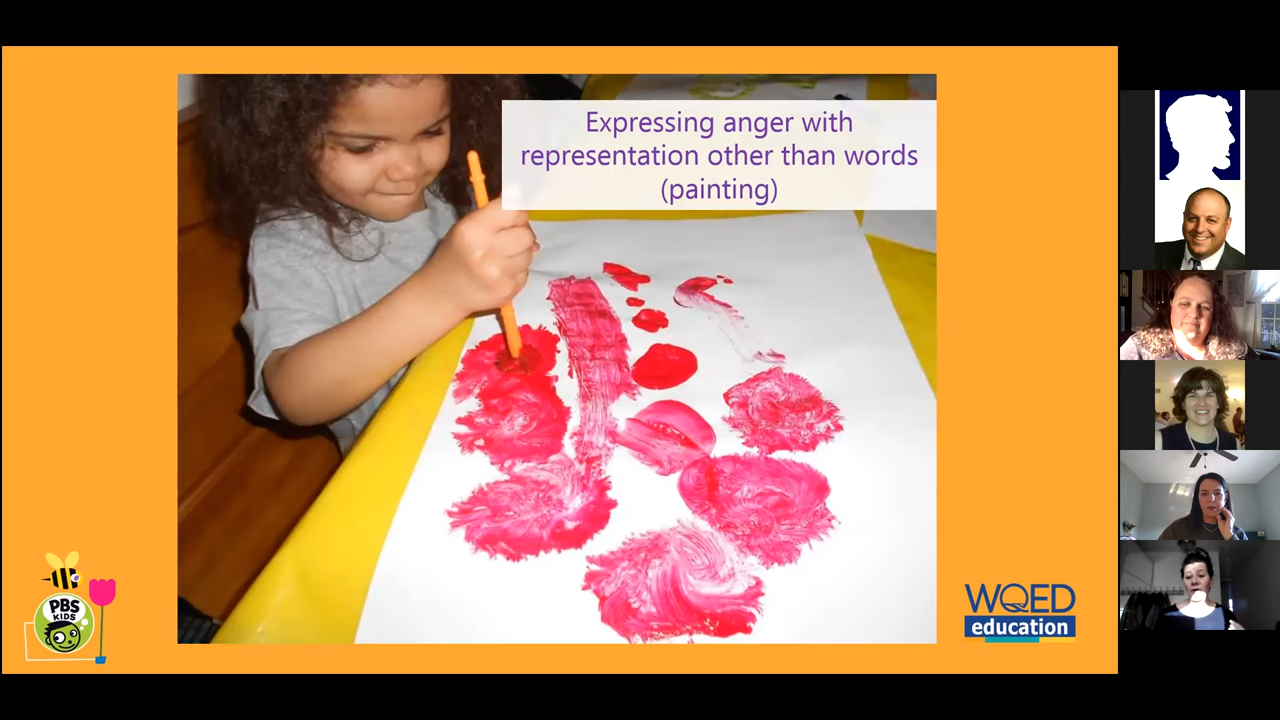 Expressing anger with
representation other than words
(painting)
PBS
KIDS
WQED
education